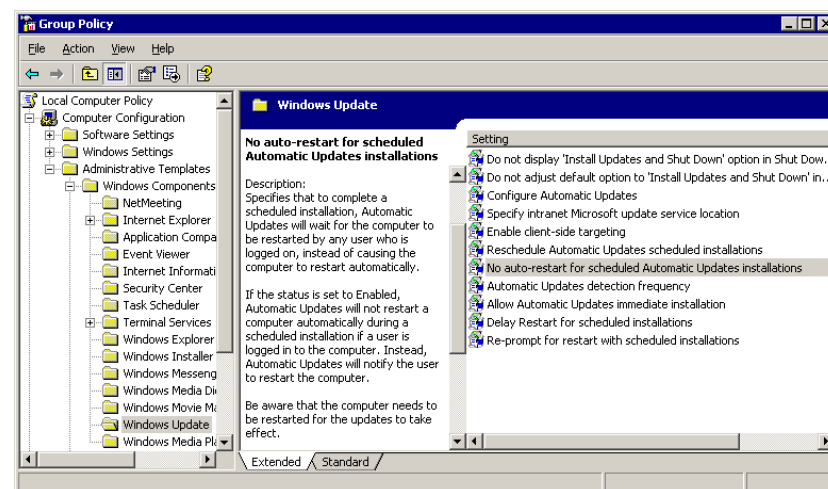 Group Policy
File Action View Help
Local Computer Policy
Computer Configuration
Software Settings
Windows Settings
Administrative Templates
Windows Components
NetMeeting
Internet Explorer
Application Compa
Event Viewer
Internet Informati
Security Center
Task Scheduler
Terminal Services
Windows Explorer
Windows Installer
Windows Messeng
Windows Media Di
Windows Movie Ma
Windows Update
Windows Media Pla
Windows Update
No auto-restart for scheduled
Automatic Updates installations
Description:
Specifies that to complete a
scheduled installation, Automatic
Updates will wait for the computer to
be restarted by any user who is
logged on, instead of causing the
computer to restart automatically.
If the status is set to Enabled,
Automatic Updates will not restart a
computer automatically during a
scheduled installation if a user is
logged in to the computer. Instead,
Automatic Updates will notify the user
to restart the computer.
Be aware that the computer needs to
be restarted for the updates to take
effect.
Setting
Do not display 'Install Updates and Shut Down' option in Shut Dow..
Do not adjust default option to 'Install Updates and Shut Down' in..
Configure Automatic Updates
Specify intranet Microsoft update service location
Enable client-side targeting
Reschedule Automatic Updates scheduled installations
No auto-restart for scheduled Automatic Updates installations
Automatic Updates detection frequency
Allow Automatic Updates immediate installation
Delay Restart for scheduled installations
Re-prompt for restart with scheduled installations
Extended Standard